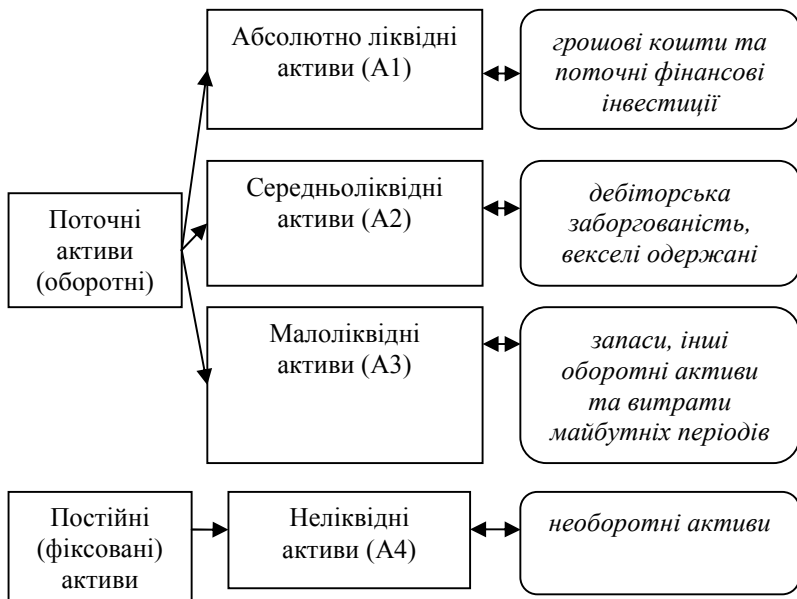 Абсолютно ліквідні
активи (А1)
грошові кошти та
поточні фінансові
інвестиції
Поточні
активи
(оборотні)
Середньоліквідні
активи (А2)
дебіторська
заборгованість,
векселі одержані
Малоліквідні
активи (А3)
запаси, інші
оборотні активи
та витрати
майбутніх періодів
Постійні
(фіксовані)
активи
Неліквідні
активи (А4)
необоротні активи